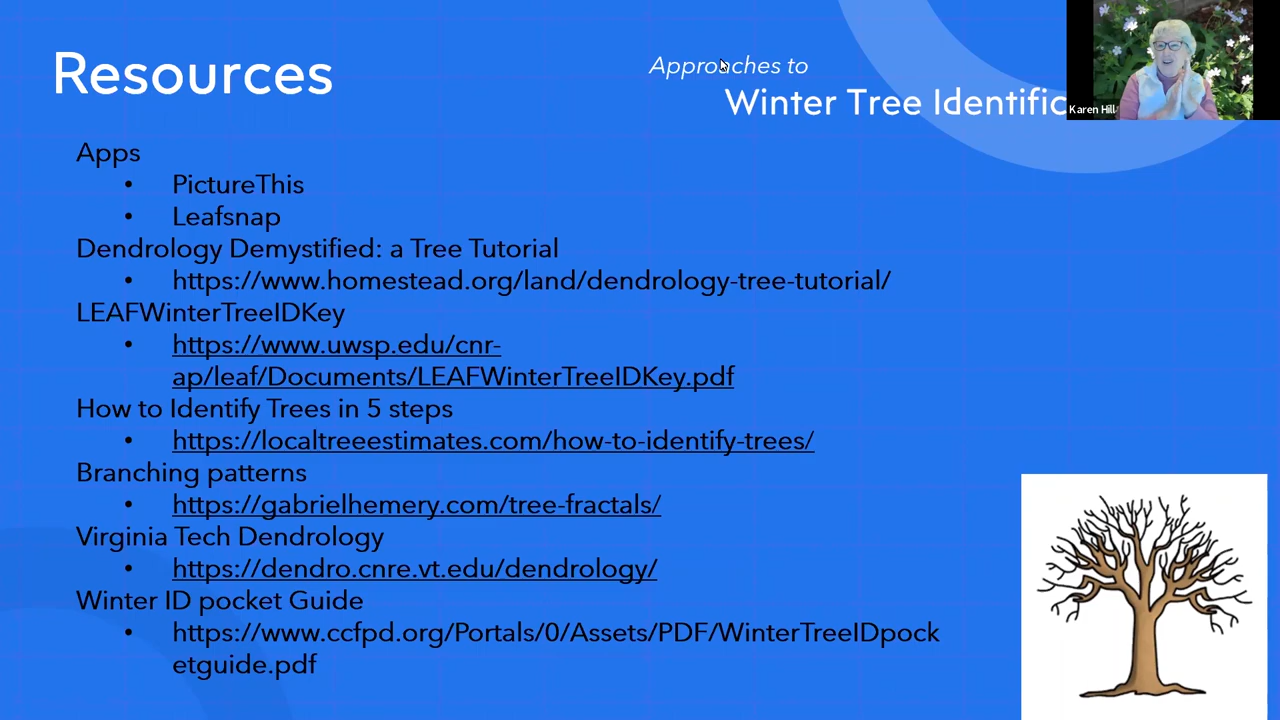 Resources
Approaches to
Winter Tree Identific
Karen Hill
Apps
• PictureThis
• Leafsnap
Dendrology Demystified: a Tree Tutorial
• https://www.homestead.org/land/dendrology-tree-tutorial/
LEAFWinterTreeIDKey
• https://www.uwsp.edu/cnr-
ap/leaf/Documents/LEAFWinterTreeIDKey.pdf
How to Identify Trees in 5 steps
• https://localtreeestimates.com/how-to-identify-trees/
Branching patterns
• https://gabrielhemery.com/tree-fractals/
Virginia Tech Dendrology
• https://dendro.cnre.vt.edu/dendrology/
Winter ID pocket Guide
• https://www.ccfpd.org/Portals/0/Assets/PDF/WinterTreeIDpock
etguide.pdf